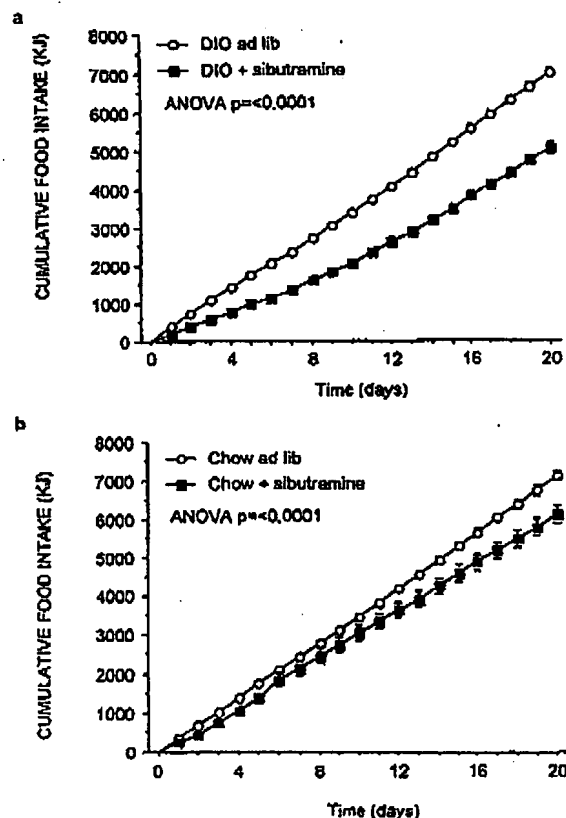 a
CUMULATIVE FOOD INTAKE (KJ)
8000
7000
6000
5000
4000
3000
2000
1000
0
DIO ad lib
DIO + sibutramine
ANOVA p=<0.0001
0 4 8 12 16 20
Time (days)
b
CUMULATIVE FOOD INTAKE (KJ)
8000
7000
6000
5000
4000
3000
2000
1000
0
Chow ad lib
Chow + sibutramine
ANOVA p=<0.0001
0 4 8 12 16 20
Time (days)